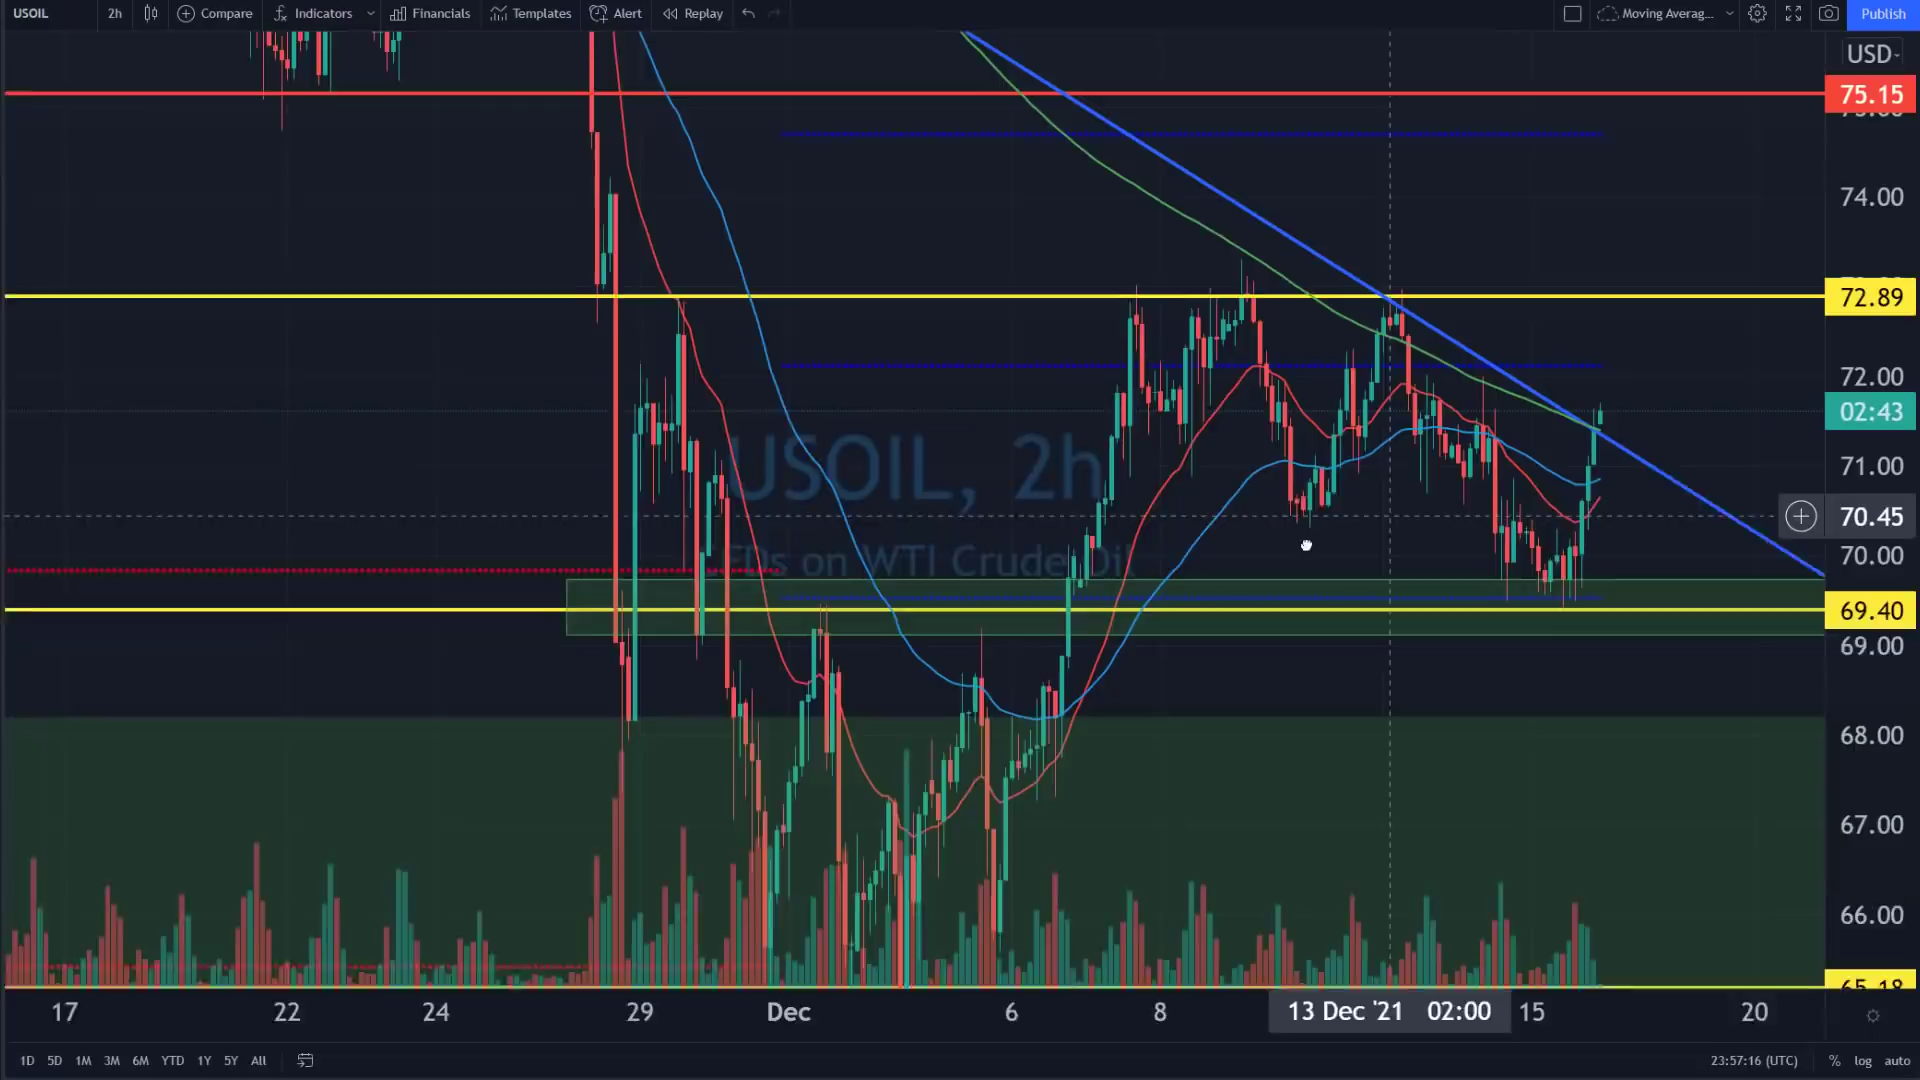 USOIL 2h Compare Indicators Financials Templates Alert Replay Moving Averag... Publish
USD
75.15
74.00
72.89
72.00
02:43
USOIL, 2h
71.00
70.45
CFDs on WTI Crude Oil
70.00
69.40
69.00
68.00
67.00
66.00
65.18
17 22 24 29 Dec 6 8 13 Dec '21 02:00 15 20
1D 5D 1M 3M 6M YTD 1Y 5Y All 23:57:16 (UTC) % log auto